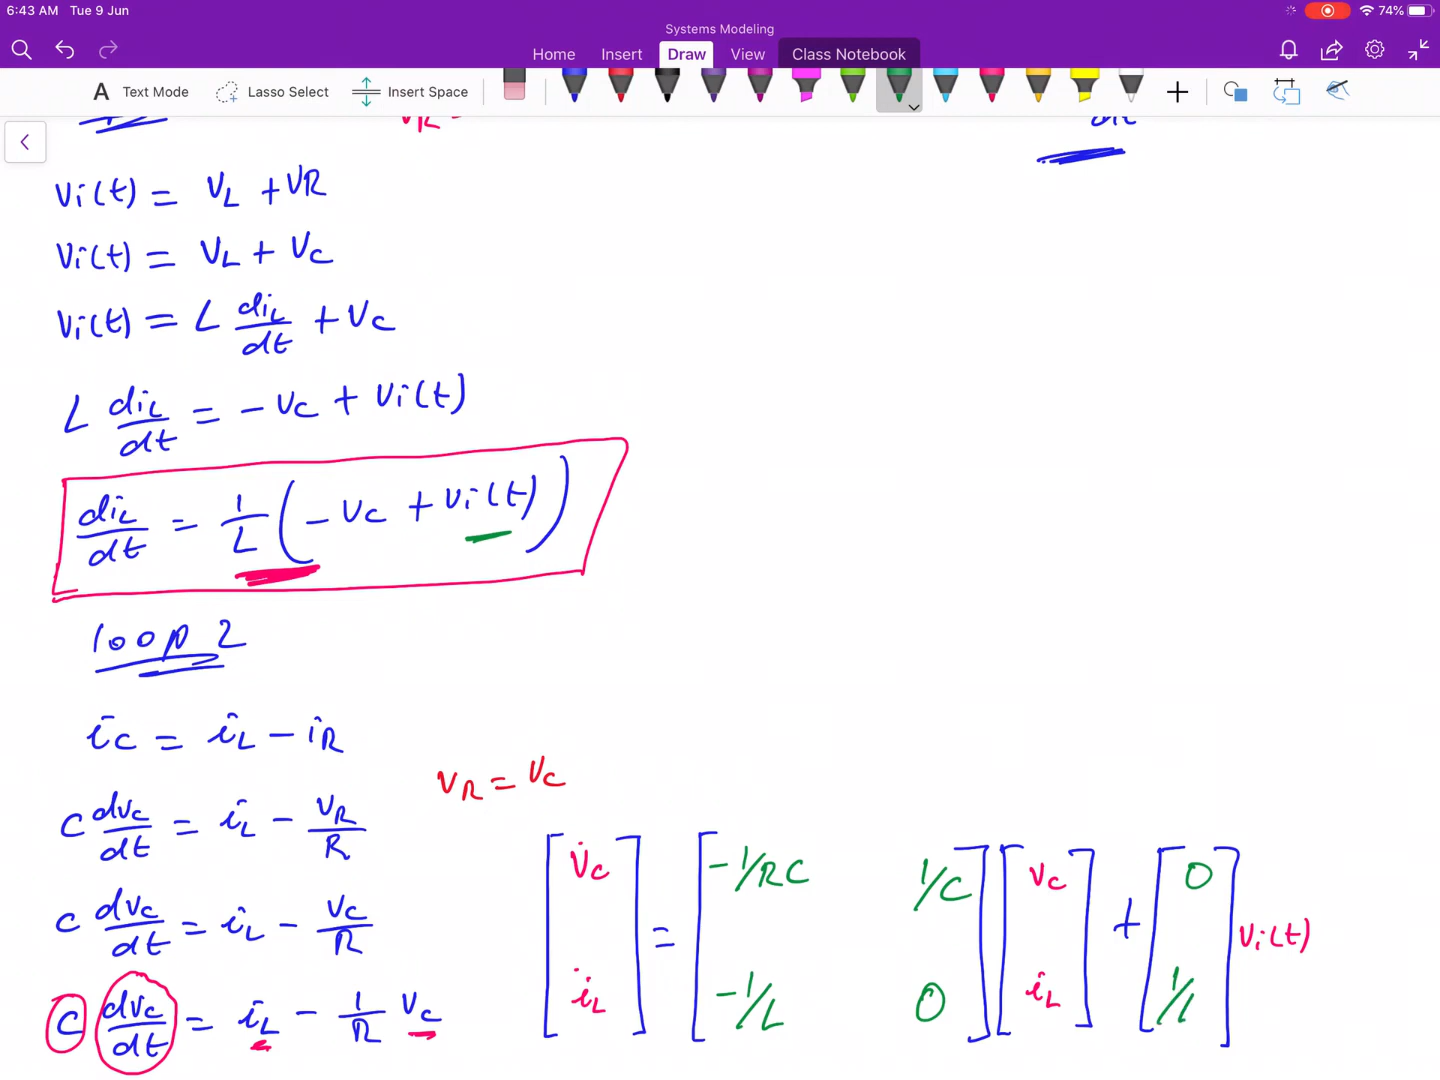 6:43 AM Tue 9 Jun 74%
Systems Modeling
Home Insert Draw View Class Notebook
A Text Mode Lasso Select Insert Space
VR =
Vi(t) = VL + VR
Vi(t) = VL + Vc
Vi(t) = L diL/dt + Vc
L diL/dt = - Vc + Vi(t)
diL/dt = 1/L ( - Vc + Vi(t) )
loop 2
ic = iL - iR
VR = Vc
C dvc/dt = iL - VR/R
C dvc/dt = iL - Vc/R
C dvc/dt = iL - 1/R Vc
[V̇c i̇L] = [-1/RC 1/C -1/L 0] [Vc iL] + [0 1/L] Vi(t)